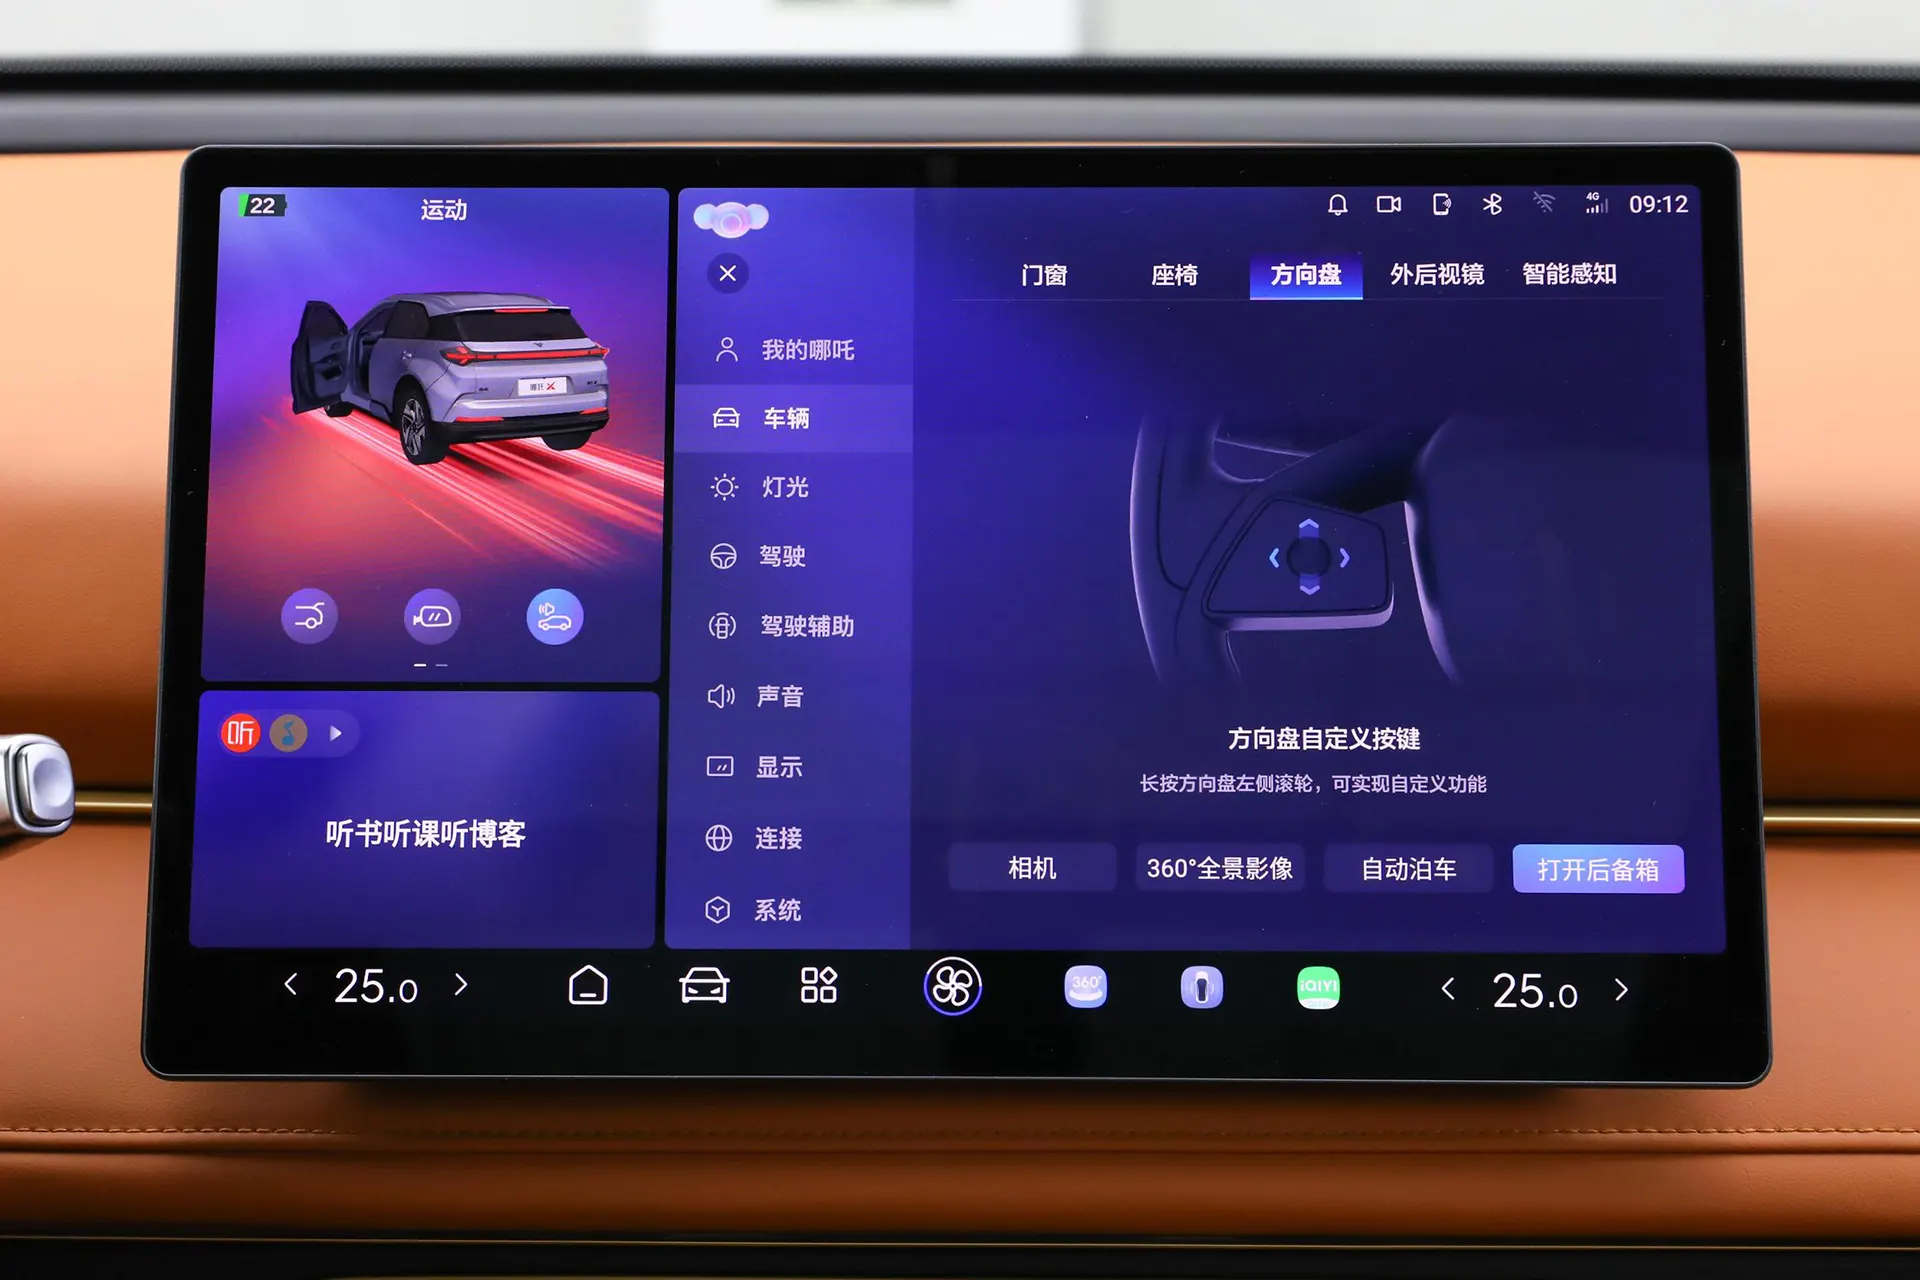 22
运动
哪吒 X
听
听书听课听博客
4G
09:12
我的哪吒
车辆
灯光
驾驶
驾驶辅助
声音
显示
连接
系统
门窗 座椅 方向盘 外后视镜 智能感知
方向盘自定义按键
长按方向盘左侧滚轮，可实现自定义功能
相机 360°全景影像 自动泊车 打开后备箱
25.0 360° iQIYI 25.0